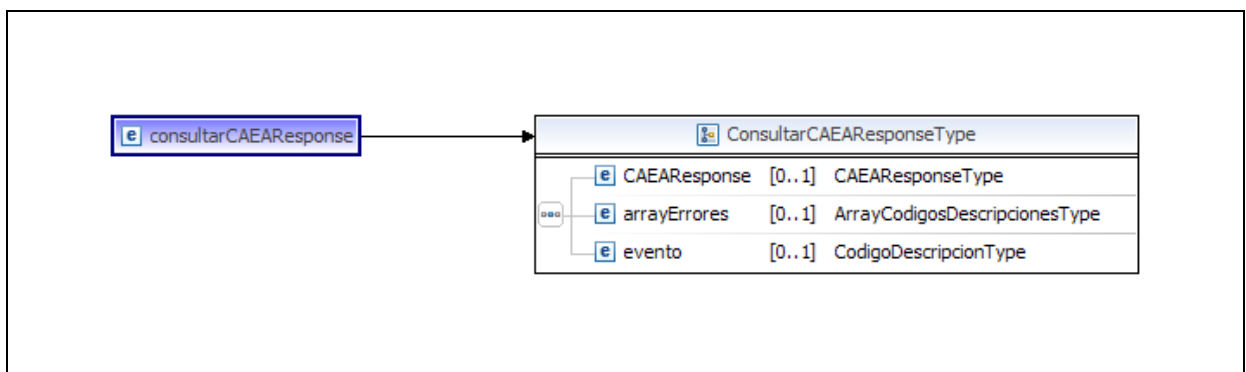 e consultarCAEAResponse
ConsultarCAEAResponseType
e CAEAResponse [0..1] CAEAResponseType
e arrayErrores [0..1] ArrayCodigosDescripcionesType
e evento [0..1] CodigoDescripcionType